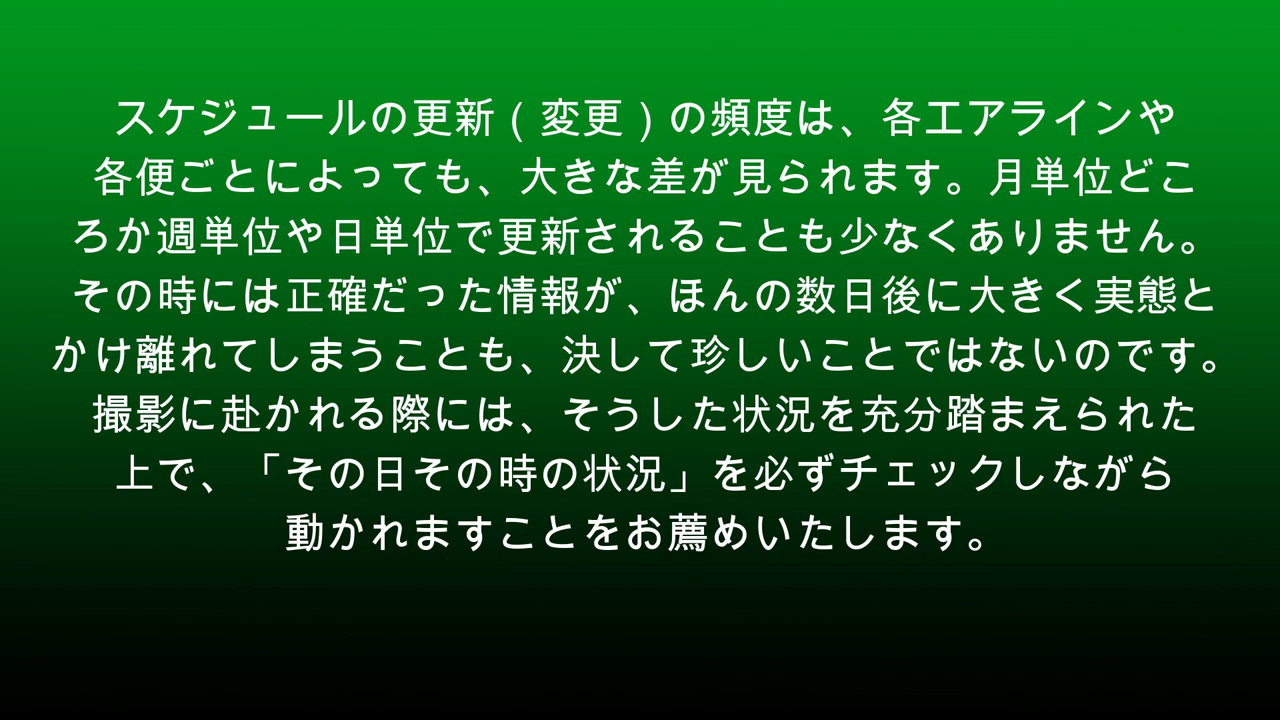 スケジュールの更新(変更)の頻度は、各エアラインや
各便ごとによっても、大きな差が見られます。月単位どこ
ろか週単位や日単位で更新されることも少なくありません。
その時には正確だった情報が、ほんの数日後に大きく実態と
かけ離れてしまうことも、決して珍しいことではないのです。
撮影に赴かれる際には、そうした状況を充分踏まえられた
上で、「その日その時の状況」を必ずチェックしながら
動かれますことをお薦めいたします。